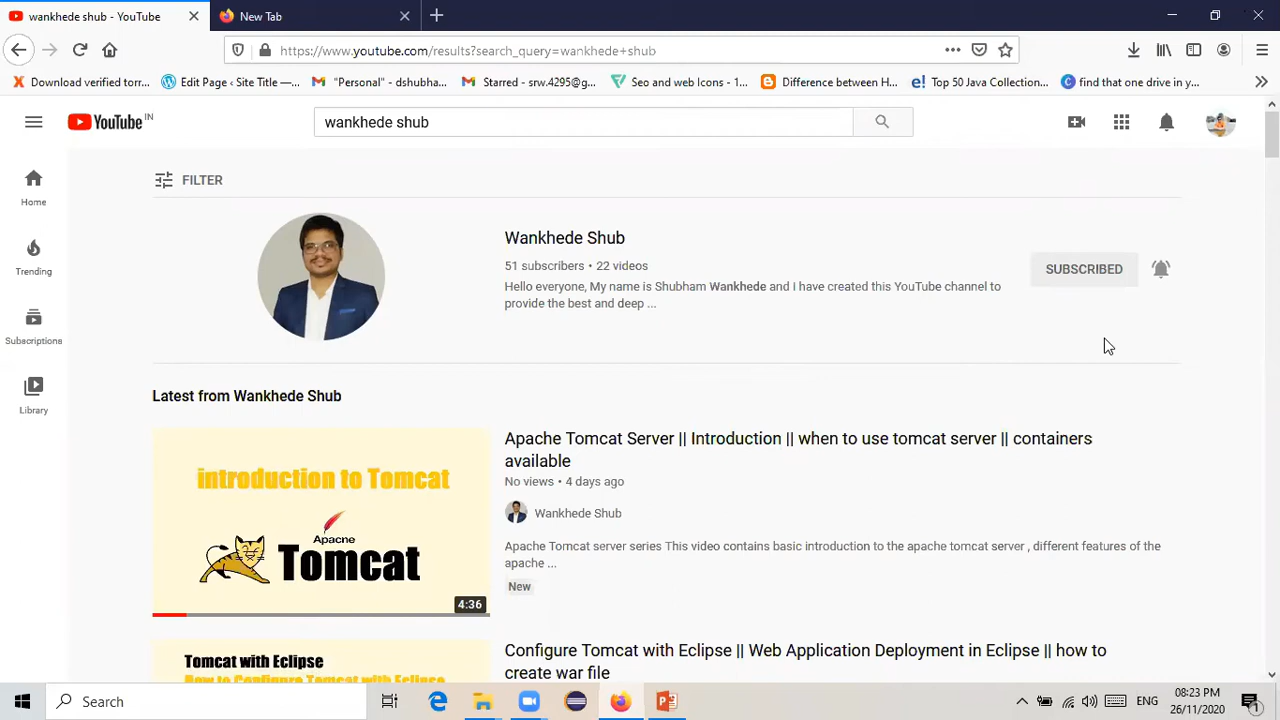 wankhede shub - YouTube
New Tab
https://www.youtube.com/results?search_query=wankhede+shub
Download verified torr...
Edit Page ‹ Site Title —...
"Personal" - dshubha...
Starred - srw.4295@g...
Seo and web Icons - 1...
Difference between H...
e! Top 50 Java Collection...
C find that one drive in y...
YouTube IN
wankhede shub
FILTER
Home
Trending
Subscriptions
Library
Wankhede Shub
51 subscribers • 22 videos
Hello everyone, My name is Shubham Wankhede and I have created this YouTube channel to
provide the best and deep ...
SUBSCRIBED
Latest from Wankhede Shub
introduction to Tomcat
Apache
Tomcat
4:36
Apache Tomcat Server || Introduction || when to use tomcat server || containers
available
No views • 4 days ago
Wankhede Shub
Apache Tomcat server series This video contains basic introduction to the apache tomcat server , different features of the
apache ...
New
Tomcat with Eclipse
How to Configure Tomcat with Eclipse
Configure Tomcat with Eclipse || Web Application Deployment in Eclipse || how to
create war file
Search
ENG
08:23 PM
26/11/2020
1